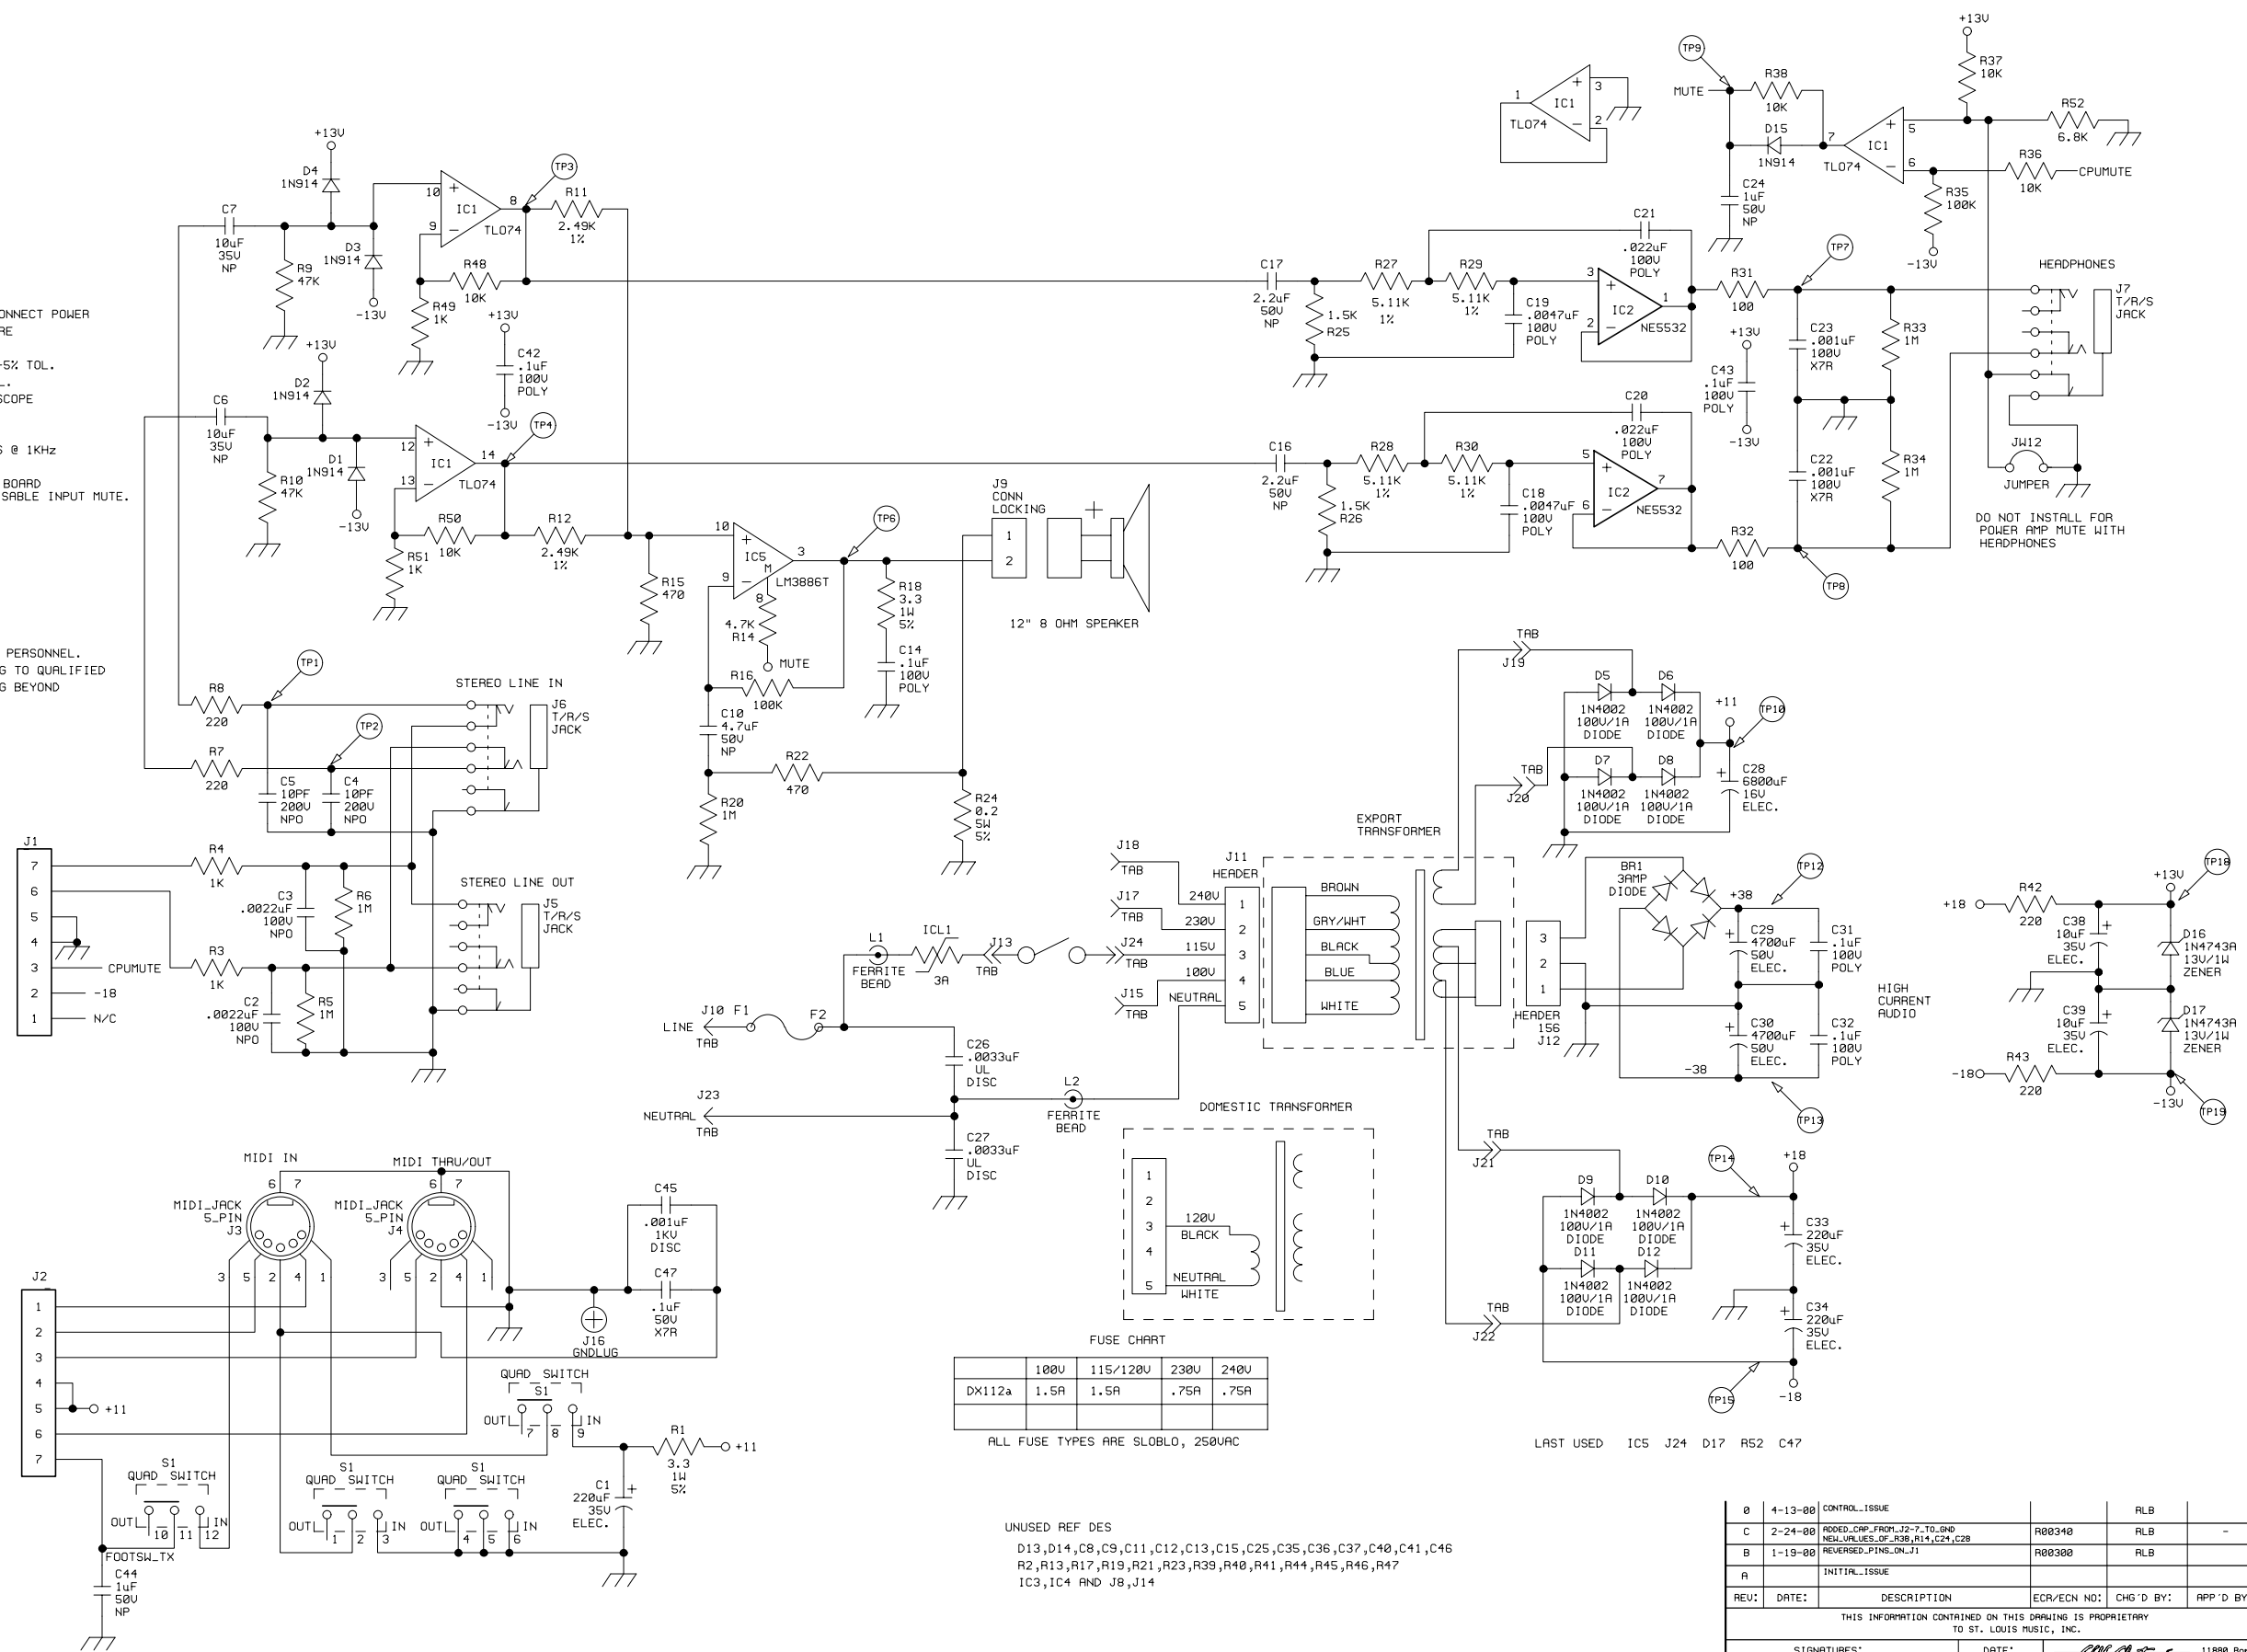 ONNECT POWER
RE
-5% TOL.
L.
SCOPE
S @ 1KHz
BOARD
SABLE INPUT MUTE.
PERSONNEL.
G TO QUALIFIED
G BEYOND
+13V
D4
1N914
C7
10uF
35V
NP
R9
47K
D3
1N914
-13V
10
9
+
-
IC1
8
TL074
TP3
R11
2.49K
1%
R48
10K
R49
1K
+13V
C42
.1uF
100V
POLY
-13V
+13V
D2
1N914
C6
10uF
35V
NP
R10
47K
D1
1N914
-13V
12
13
+
-
IC1
14
TL074
TP4
R50
10K
R51
1K
R12
2.49K
1%
R15
470
10
9
+
-
IC5
M
8
3
LM3886T
TP6
4.7K
R14
MUTE
R16
100K
R18
3.3
1W
5%
C14
.1uF
100V
POLY
J9
CONN
LOCKING
1
2
+
12" 8 OHM SPEAKER
C10
4.7uF
50V
NP
R22
470
R20
1M
R24
0.2
5W
5%
1
+
-
3
2
IC1
TL074
TP9
MUTE
R38
10K
D15
1N914
7
C24
1uF
50V
NP
+
-
5
6
IC1
TL074
+13V
R37
10K
R52
6.8K
R36
10K
CPUMUTE
R35
100K
-13V
C17
2.2uF
50V
NP
1.5K
R25
R27
5.11K
1%
R29
5.11K
1%
C21
.022uF
100V
POLY
C19
.0047uF
100V
POLY
3
2
+
-
1
IC2
NE5532
R31
100
TP7
+13V
C43
.1uF
100V
POLY
-13V
C23
.001uF
100V
X7R
R33
1M
C22
.001uF
100V
X7R
R34
1M
HEADPHONES
J7
T/R/S
JACK
JW12
JUMPER
DO NOT INSTALL FOR
POWER AMP MUTE WITH
HEADPHONES
C16
2.2uF
50V
NP
1.5K
R26
R28
5.11K
1%
R30
5.11K
1%
C20
.022uF
100V
POLY
C18
.0047uF
100V
POLY
5
6
+
-
7
IC2
NE5532
R32
100
TP8
R8
220
TP1
R7
220
TP2
STEREO LINE IN
J6
T/R/S
JACK
C5
10PF
200V
NPO
C4
10PF
200V
NPO
J1
7
6
5
4
3
2
1
CPUMUTE
-18
N/C
R4
1K
C3
.0022uF
100V
NPO
R6
1M
R3
1K
C2
.0022uF
100V
NPO
R5
1M
STEREO LINE OUT
J5
T/R/S
JACK
L1
FERRITE
BEAD
ICL1
3A
J13
TAB
J24
TAB
LINE
J10
TAB
F1
F2
C26
.0033uF
UL
DISC
L2
FERRITE
BEAD
J23
NEUTRAL
TAB
C27
.0033uF
UL
DISC
J18
TAB
J17
TAB
J15
TAB
J11
HEADER
240V
230V
115V
100V
NEUTRAL
1
2
3
4
5
EXPORT
TRANSFORMER
BROWN
GRY/WHT
BLACK
BLUE
WHITE
TAB
J19
TAB
J20
D5
1N4002
100V/1A
DIODE
D6
1N4002
100V/1A
DIODE
D7
1N4002
100V/1A
DIODE
D8
1N4002
100V/1A
DIODE
+11
TP10
+
C28
6800uF
16V
ELEC.
3
2
1
HEADER
156
J12
BR1
3AMP
DIODE
+38
TP12
+
C29
4700uF
50V
ELEC.
C31
.1uF
100V
POLY
+
C30
4700uF
50V
ELEC.
C32
.1uF
100V
POLY
-38
TP13
HIGH
CURRENT
AUDIO
+18
R42
220
C38
10uF
35V
ELEC.
+
+13V
TP18
D16
1N4743A
13V/1W
ZENER
C39
10uF
35V
ELEC.
+
D17
1N4743A
13V/1W
ZENER
-18
R43
220
-13V
TP19
DOMESTIC TRANSFORMER
1
2
3
4
5
120V
BLACK
NEUTRAL
WHITE
TAB
J21
TAB
J22
D9
1N4002
100V/1A
DIODE
D10
1N4002
100V/1A
DIODE
D11
1N4002
100V/1A
DIODE
D12
1N4002
100V/1A
DIODE
TP14
+18
+
C33
220uF
35V
ELEC.
+
C34
220uF
35V
ELEC.
TP15
-18
MIDI IN
MIDI THRU/OUT
MIDI_JACK
5_PIN
J3
6 7
3 5 2 4 1
MIDI_JACK
5_PIN
J4
6 7
3 5 2 4 1
C45
.001uF
1KV
DISC
C47
.1uF
50V
X7R
J16
GNDLUG
J2
1
2
3
4
5
6
7
+11
QUAD SWITCH
S1
OUT
7 8 9
IN
R1
3.3
1W
5%
+11
C1
220uF
35V
ELEC.
+
S1
QUAD SWITCH
OUT
10 11 12
IN
S1
QUAD SWITCH
OUT
1 2 3
IN
S1
QUAD SWITCH
OUT
4 5 6
IN
FOOTSW_TX
C44
1uF
50V
NP
FUSE CHART
100V 115/120V 230V 240V
DX112a 1.5A 1.5A .75A .75A
ALL FUSE TYPES ARE SLOBLO, 250VAC
LAST USED IC5 J24 D17 R52 C47
UNUSED REF DES
D13,D14,C8,C9,C11,C12,C13,C15,C25,C35,C36,C37,C40,C41,C46
R2,R13,R17,R19,R21,R23,R39,R40,R41,R44,R45,R46,R47
IC3,IC4 AND J8,J14
0 4-13-00 CONTROL_ISSUE RLB
C 2-24-00 ADDED_CAP_FROM_J2-7_TO_GND
NEW_VALUES_OF_R38,R14,C24,C28 R00340 RLB -
B 1-19-00 REVERSED_PINS_ON_J1 R00300 RLB
A INITIAL_ISSUE
REV: DATE: DESCRIPTION ECR/ECN NO: CHG'D BY: APP'D BY
THIS INFORMATION CONTAINED ON THIS DRAWING IS PROPRIETARY
TO ST. LOUIS MUSIC, INC.
SIGNATURES: DATE: